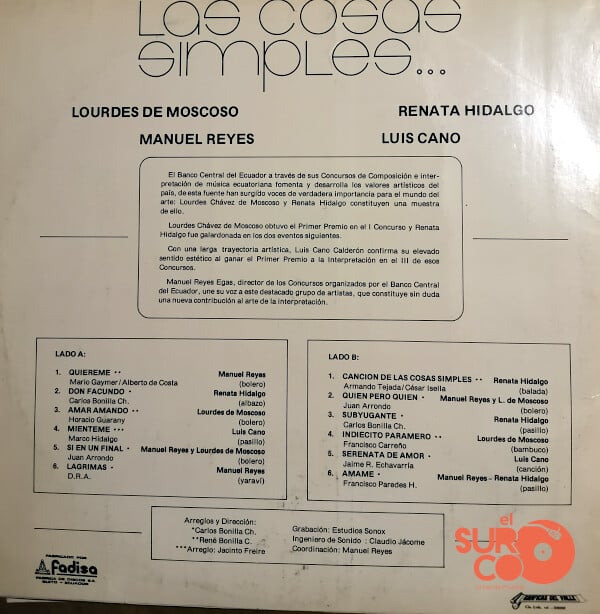 Las cosas
simples...
LOURDES DE MOSCOSO
RENATA HIDALGO
MANUEL REYES
LUIS CANO
El Banco Central del Ecuador a través de sus Concursos de Composición e inter-
pretación de música ecuatoriana fomenta y desarrolla los valores artísticos del
país, de esta fuente han surgido voces de verdadera importancia para el mundo del
arte: Lourdes Chávez de Moscoso y Renata Hidalgo constituyen una muestra
de ello.
Lourdes Chávez de Moscoso obtuvo el Primer Premio en el I Concurso y Renata
Hidalgo fue galardonada en los dos eventos siguientes.
Con una larga trayectoria artística, Luis Cano Calderón confirma su elevado
sentido estético al ganar el Primer Premio a la Interpretación en el III de esos
Concursos.
Manuel Reyes Egas, director de los Concursos organizados por el Banco Central
del Ecuador, une su voz a este destacado grupo de artistas, que constituye sin duda
una nueva contribución al arte de la interpretación.
LADO A:
1. QUIEREME ** Manuel Reyes
Mario Gaymer/Alberto de Costa (bolero)
2. DON FACUNDO * Renata Hidalgo
Carlos Bonilla Ch. (albazo)
3. AMAR AMANDO ** Lourdes de Moscoso
Horacio Guarany (bolero)
4. MIENTEME *** Luis Cano
Marco Hidalgo (pasillo)
5. SI EN UN FINAL * Manuel Reyes y Lourdes de Moscoso
Juan Arrondo (bolero)
6. LAGRIMAS * Manuel Reyes
D.R.A. (yaraví)
LADO B:
1. CANCION DE LAS COSAS SIMPLES ** Renata Hidalgo
Armando Tejada/César Isella (balada)
2. QUIEN PERO QUIEN * Manuel Reyes y L. de Moscoso
Juan Arrondo (bolero)
3. SUBYUGANTE * Renata Hidalgo
Carlos Bonilla Ch. (pasillo)
4. INDIECITO PARAMERO ** Lourdes de Moscoso
Francisco Carreño (bambuco)
5. SERENATA DE AMOR * Luis Cano
Jaime R. Echavarría (canción)
6. AMAME * Manuel Reyes - Renata Hidalgo
Francisco Paredes H. (pasillo)
Arreglos y Dirección:
*Carlos Bonilla Ch.
**René Bonilla C.
***Arreglo: Jacinto Freire
Grabación: Estudios Sonox
Ingeniero de Sonido : Claudio Jácome
Coordinación: Manuel Reyes
FABRICADO POR
Fadisa
FABRICA DE DISCOS S.A.
QUITO - ECUADOR
el
SUR
CO
GRAFICAS DEL VALLE